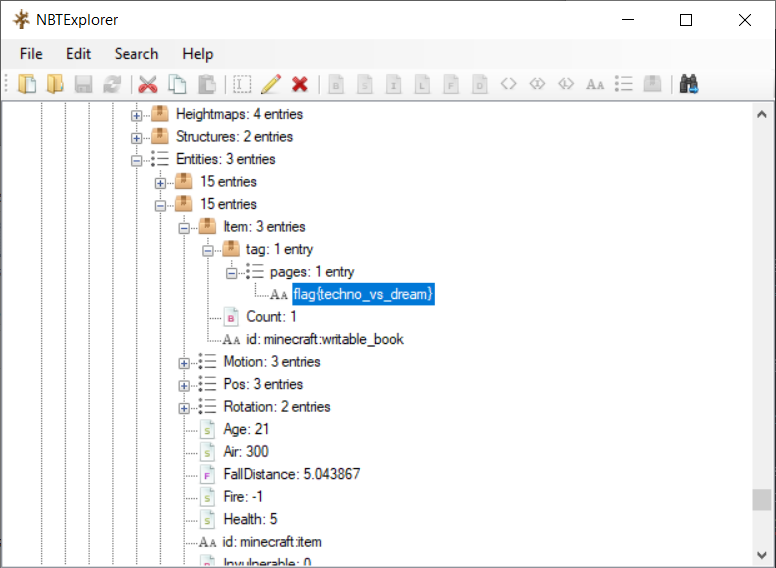 NBTExplorer
File Edit Search Help
Heightmaps: 4 entries
Structures: 2 entries
Entities: 3 entries
15 entries
15 entries
Item: 3 entries
tag: 1 entry
pages: 1 entry
flag{techno_vs_dream}
Count: 1
id: minecraft:writable_book
Motion: 3 entries
Pos: 3 entries
Rotation: 2 entries
Age: 21
Air: 300
FallDistance: 5.043867
Fire: -1
Health: 5
id: minecraft:item
Invulnerable: 0